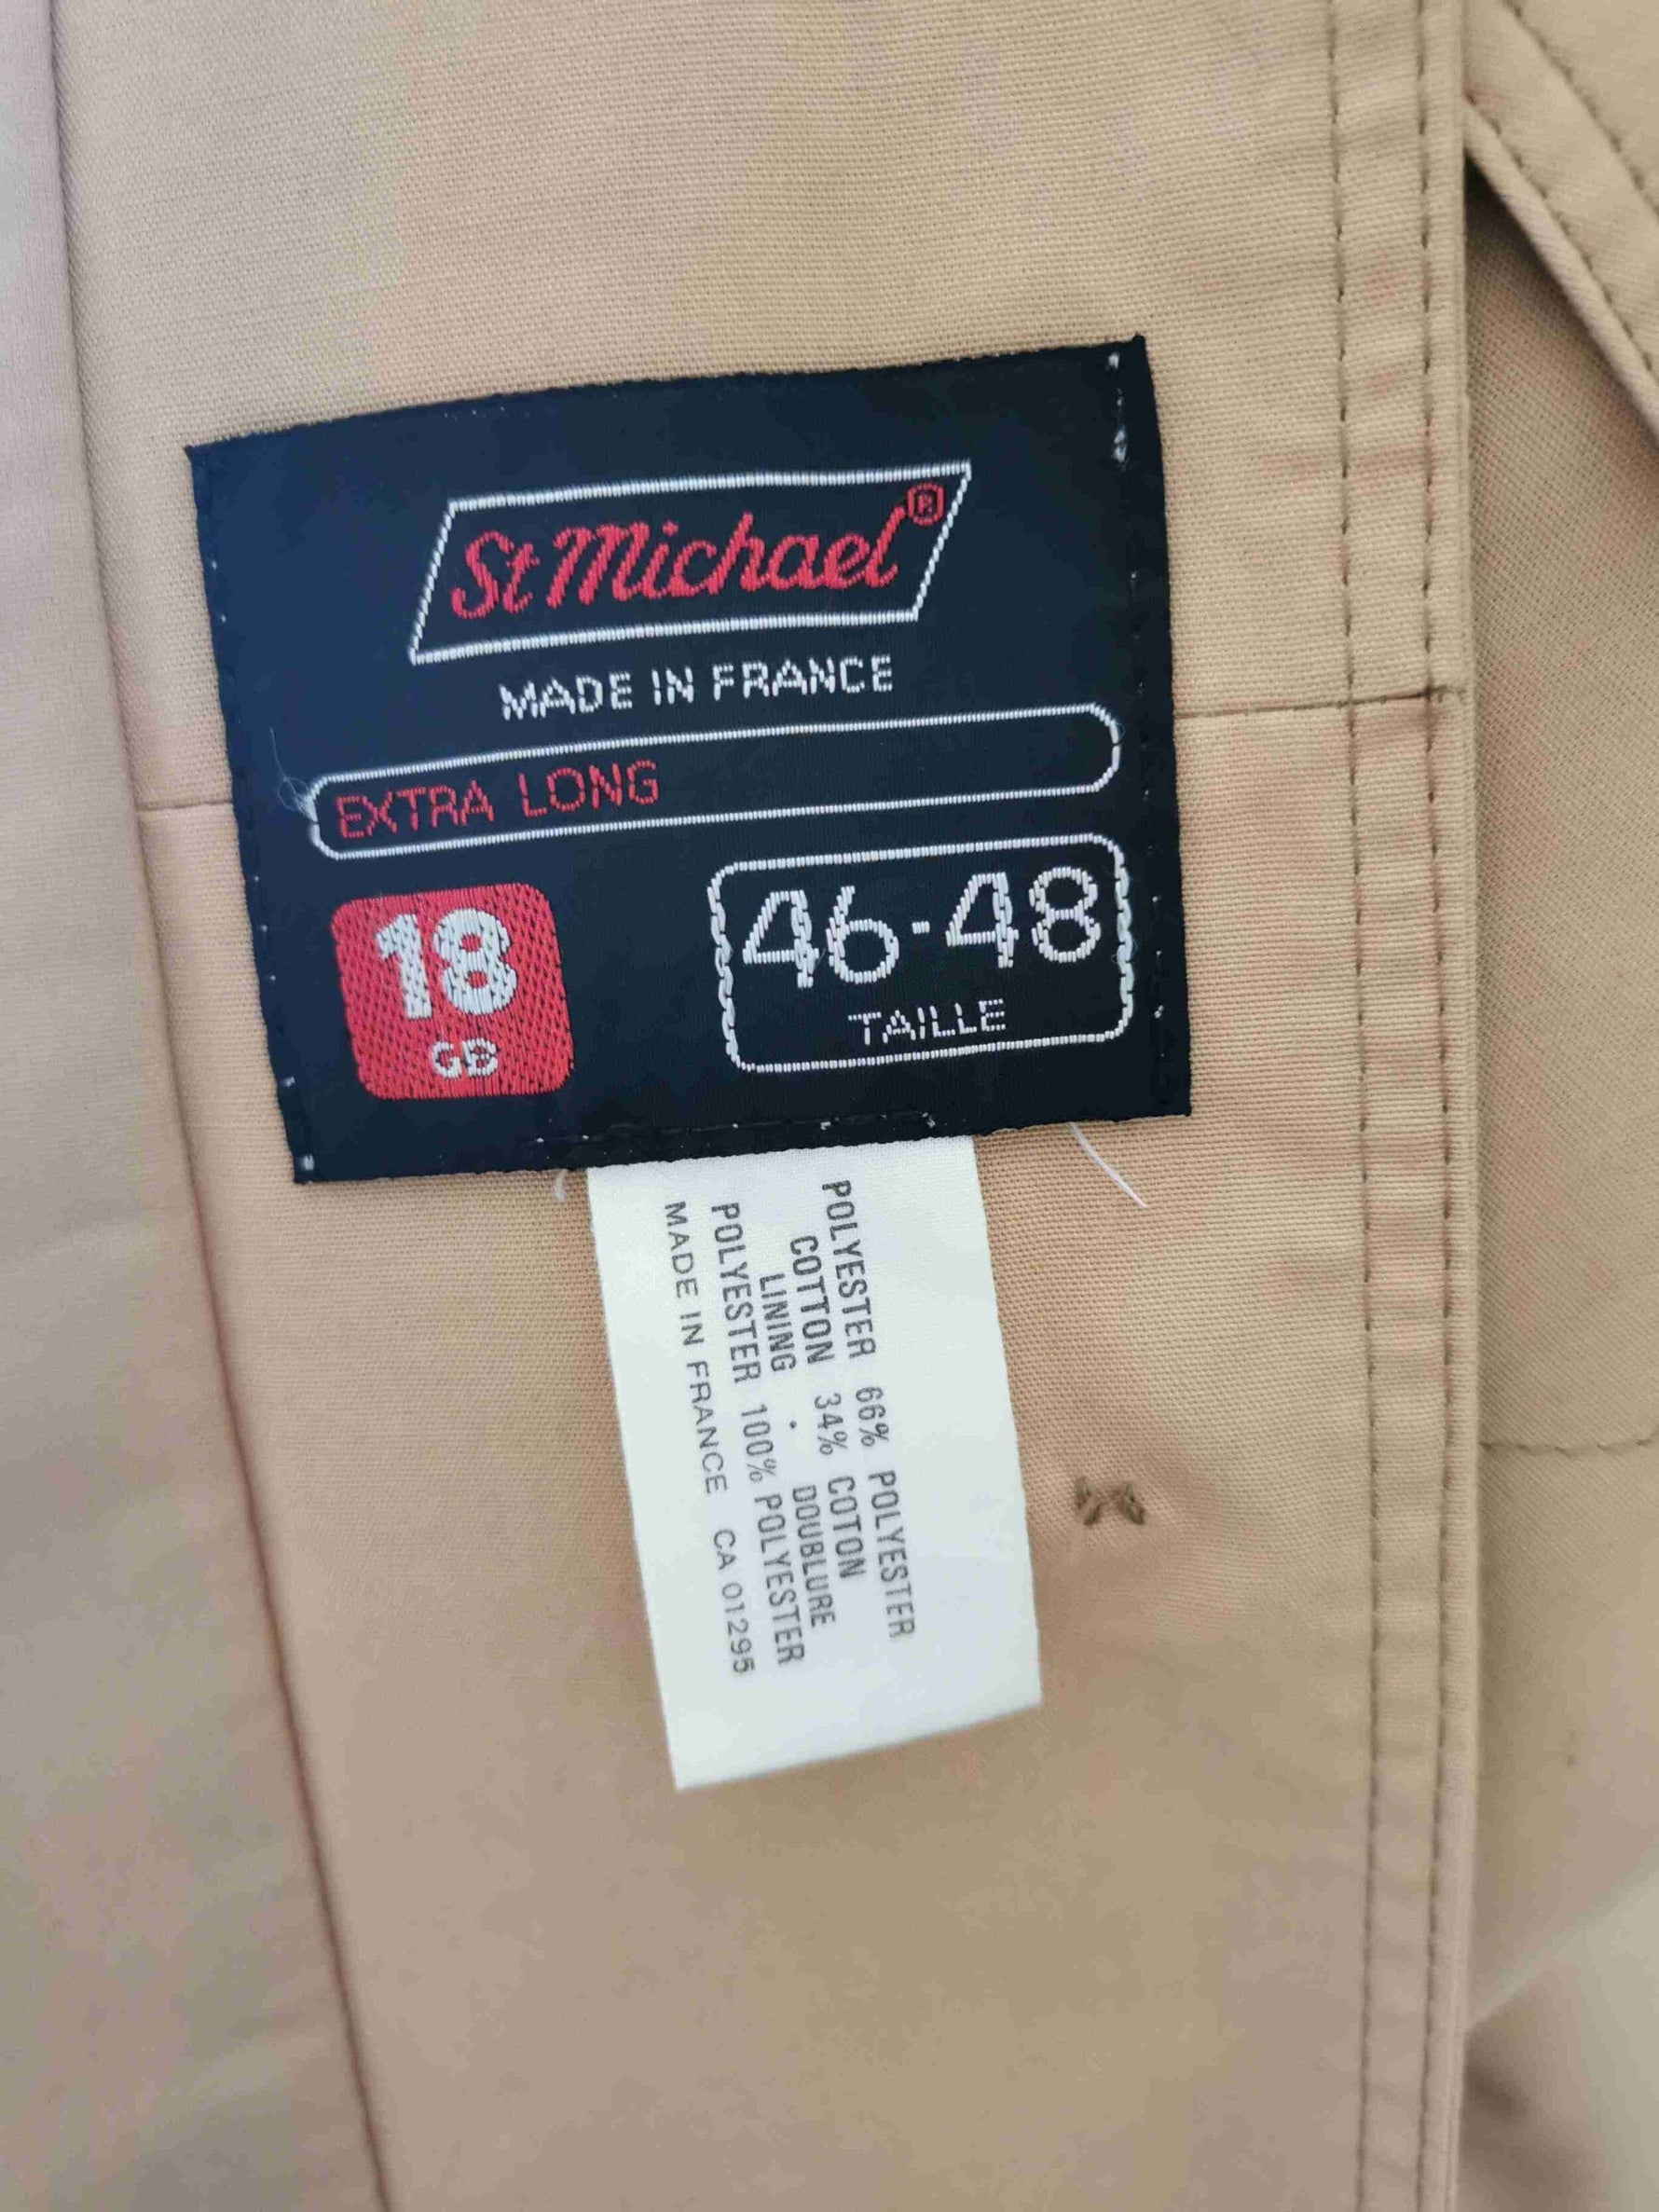 St Michael®
MADE IN FRANCE
EXTRA LONG
18
GB
46-48
TAILLE
POLYESTER 66% POLYESTER
COTTON 34% COTON
LINING . DOUBLURE
POLYESTER 100% POLYESTER
MADE IN FRANCE CA 01295